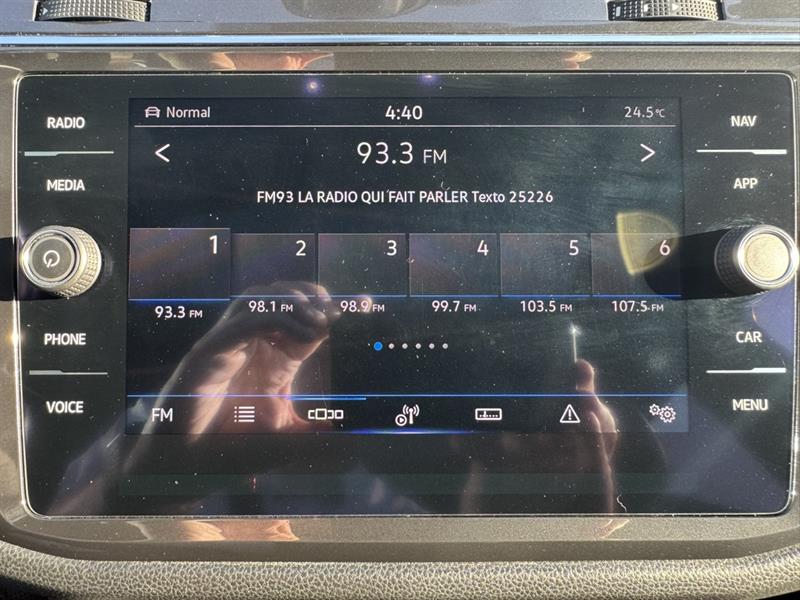 RADIO
MEDIA
PHONE
VOICE
Normal 4:40 24.5°C
93.3 FM
FM93 LA RADIO QUI FAIT PARLER Texto 25226
1 2 3 4 5 6
93.3 FM 98.1 FM 98.9 FM 99.7 FM 103.5 FM 107.5 FM
FM
NAV
APP
CAR
MENU